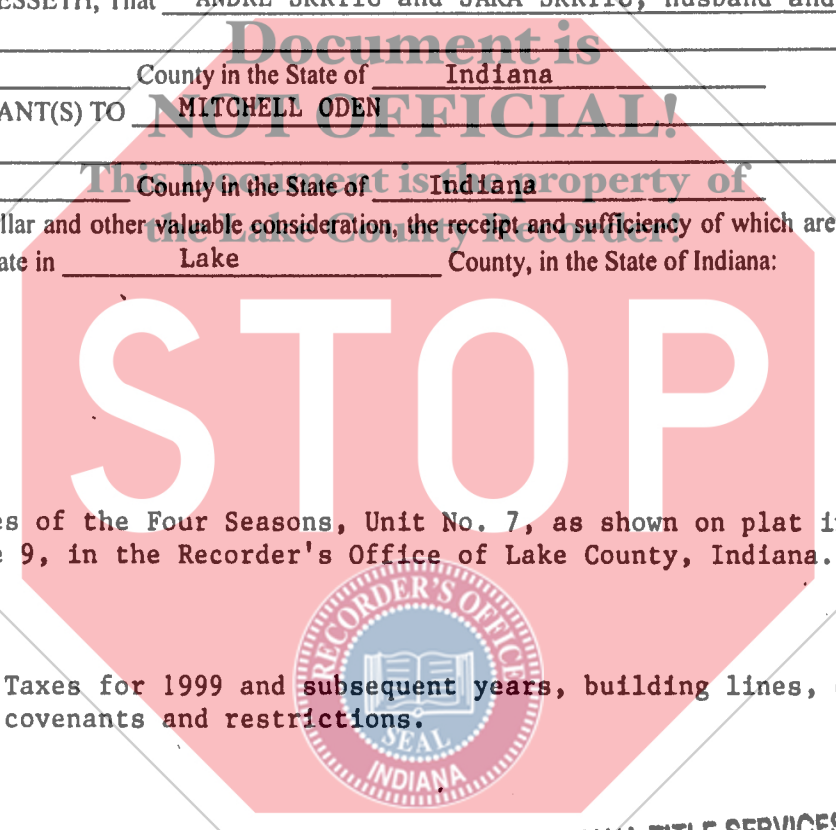 ESSETH, That ANDRE SKRTIC and JARA SKRTIC, husband and
Document is
County in the State of Indiana
NOT OFFICIAL!
ANT(S) TO MITCHELL ODEN
This Document is the property of
County in the State of Indiana
the Lake County Recorder!
llar and other valuable consideration, the receipt and sufficiency of which are
ate in Lake County, in the State of Indiana:
STOP
es of the Four Seasons, Unit No. 7, as shown on plat i
e 9, in the Recorder's Office of Lake County, Indiana.
RECORDER'S OFFICE
Taxes for 1999 and subsequent years, building lines,
covenants and restrictions.
SEAL
INDIANA
TITLE SERVICES